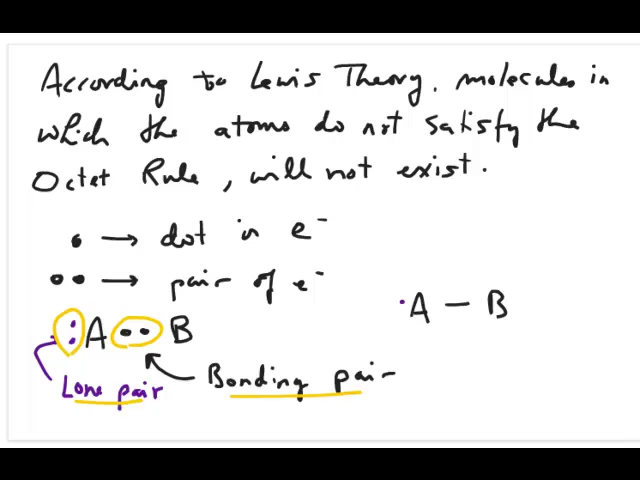 According to Lewis Theory, molecules in
which the atoms do not satisfy the
Octet Rule, will not exist.
• → dot in e⁻
•• → pair of e⁻
:A •• B
·A — B
Lone pair
Bonding pair